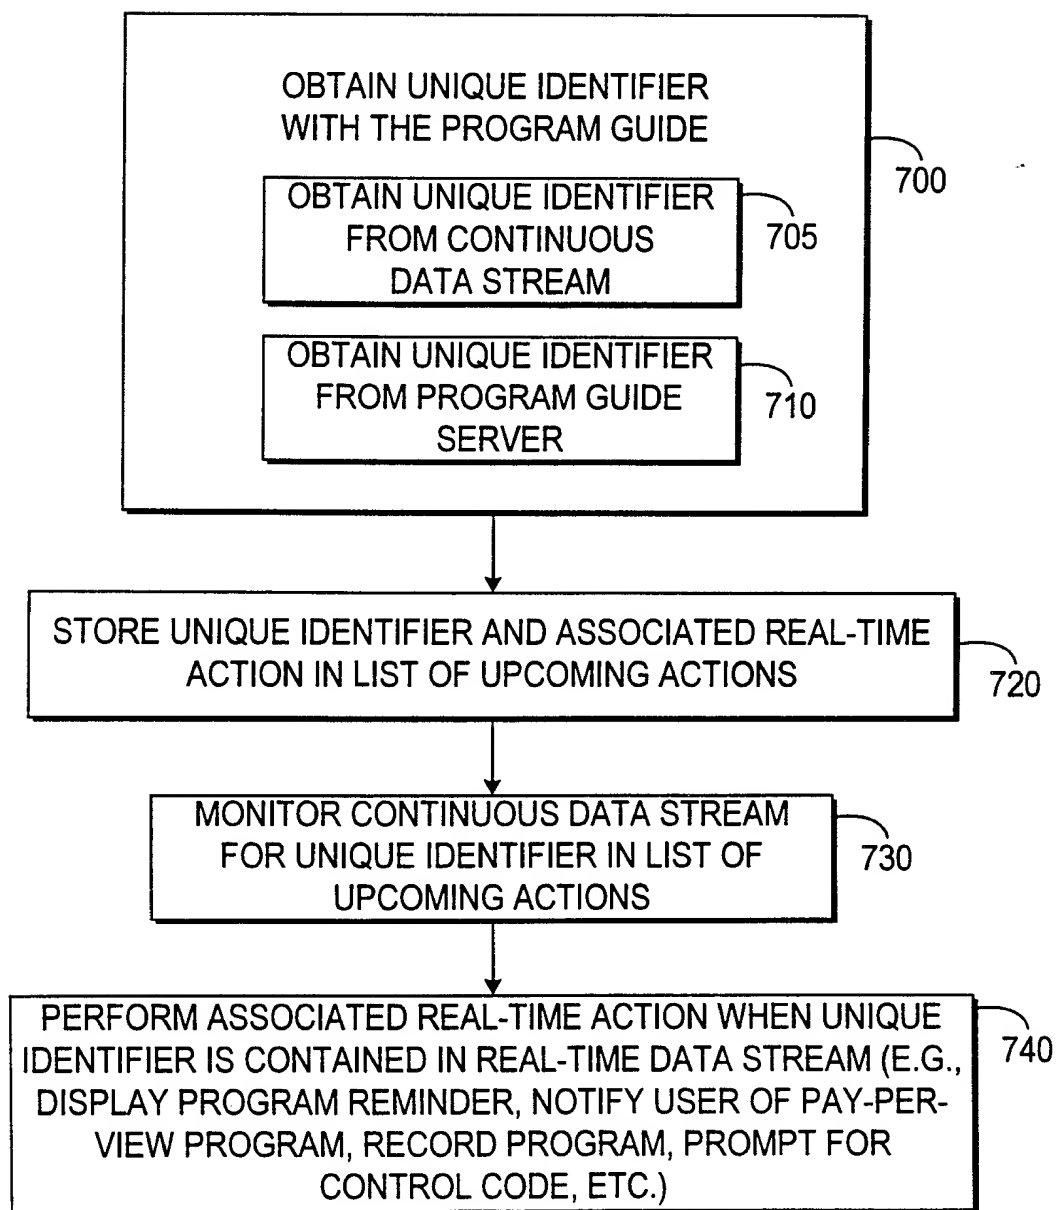 OBTAIN UNIQUE IDENTIFIER
WITH THE PROGRAM GUIDE
700
OBTAIN UNIQUE IDENTIFIER
FROM CONTINUOUS
DATA STREAM
705
OBTAIN UNIQUE IDENTIFIER
FROM PROGRAM GUIDE
SERVER
710
STORE UNIQUE IDENTIFIER AND ASSOCIATED REAL-TIME
ACTION IN LIST OF UPCOMING ACTIONS
720
MONITOR CONTINUOUS DATA STREAM
FOR UNIQUE IDENTIFIER IN LIST OF
UPCOMING ACTIONS
730
PERFORM ASSOCIATED REAL-TIME ACTION WHEN UNIQUE
IDENTIFIER IS CONTAINED IN REAL-TIME DATA STREAM (E.G.,
DISPLAY PROGRAM REMINDER, NOTIFY USER OF PAY-PER-
VIEW PROGRAM, RECORD PROGRAM, PROMPT FOR
CONTROL CODE, ETC.)
740